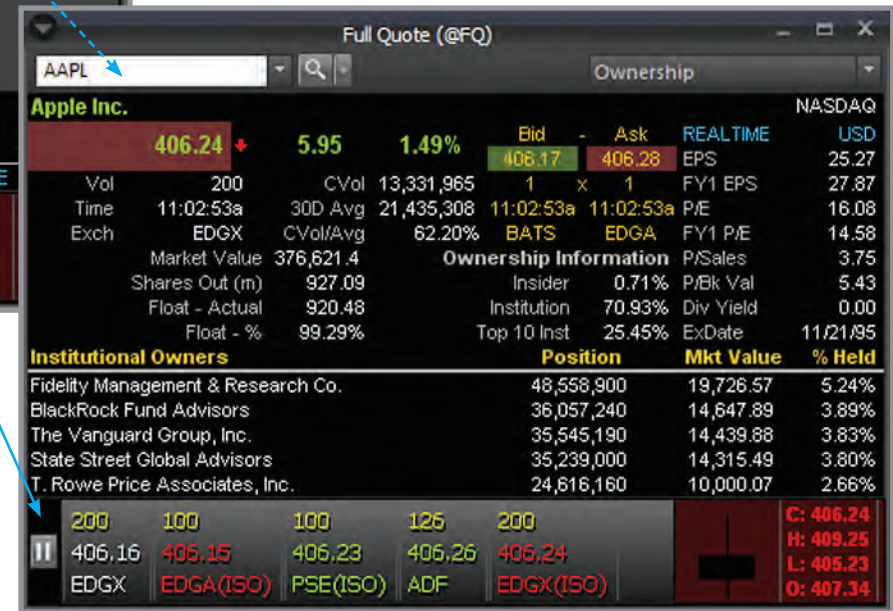 Full Quote (@FQ)
AAPL Ownership
Apple Inc. NASDAQ
406.24 5.95 1.49% Bid - Ask REALTIME USD
406.17 406.28 EPS 25.27
Vol 200 CVol 13,331,965 1 x 1 FY1 EPS 27.87
Time 11:02:53a 30D Avg 21,435,308 11:02:53a 11:02:53a P/E 16.08
Exch EDGX CVol/Avg 62.20% BATS EDGA FY1 P/E 14.58
Market Value 376,621.4 Ownership Information P/Sales 3.75
Shares Out (m) 927.09 Insider 0.71% P/Bk Val 5.43
Float - Actual 920.48 Institution 70.93% Div Yield 0.00
Float - % 99.29% Top 10 Inst 25.45% ExDate 11/21/95
Institutional Owners Position Mkt Value % Held
Fidelity Management & Research Co. 48,558,900 19,726.57 5.24%
BlackRock Fund Advisors 36,057,240 14,647.89 3.89%
The Vanguard Group, Inc. 35,545,190 14,439.88 3.83%
State Street Global Advisors 35,239,000 14,315.49 3.80%
T. Rowe Price Associates, Inc. 24,616,160 10,000.07 2.66%
200 100 100 126 200 C: 406.24
406.16 406.15 406.23 406.26 406.24 H: 409.25
L: 405.23
EDGX EDGA(ISO) PSE(ISO) ADF EDGX(ISO) O: 407.34
E